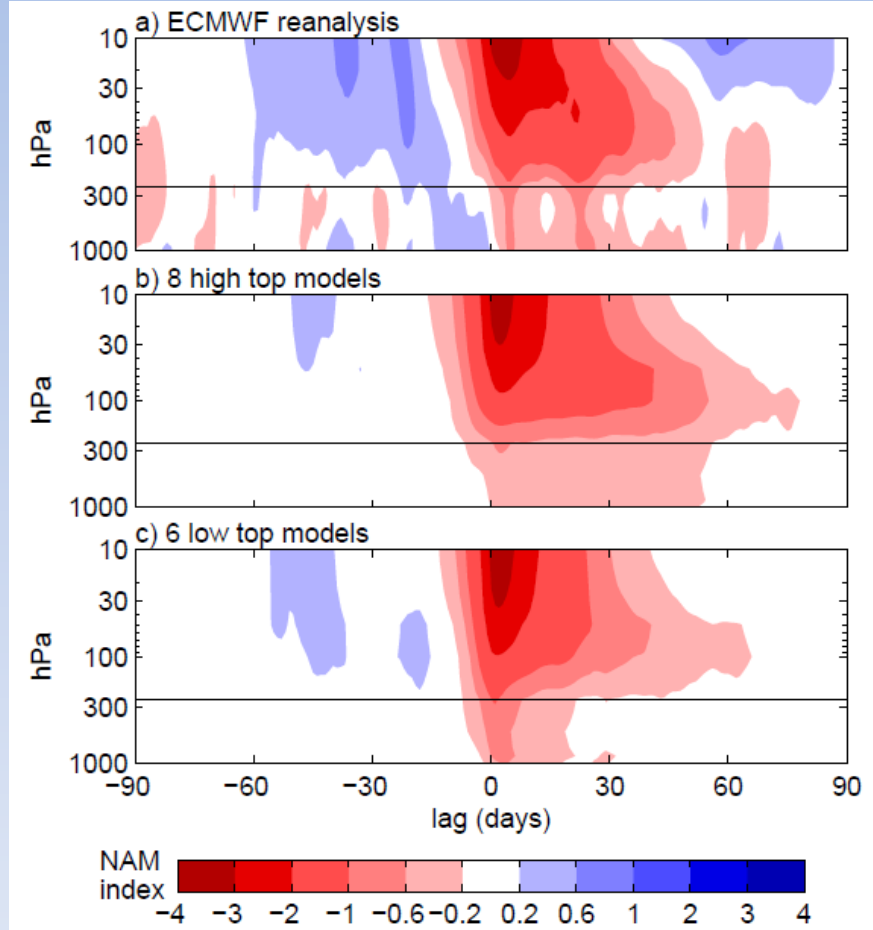 a) ECMWF reanalysis
10
30
100
300
1000
hPa
b) 8 high top models
10
30
100
300
1000
hPa
c) 6 low top models
10
30
100
300
1000
hPa
−90 −60 −30 0 30 60 90
lag (days)
NAM
index
−4 −3 −2 −1 −0.6 −0.2 0.2 0.6 1 2 3 4